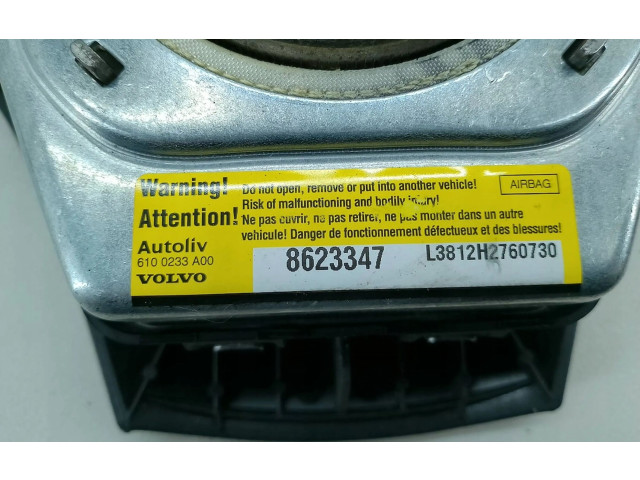 Warning! Do not open, remove or put into another vehicle! AIRBAG
Risk of malfunctioning and bodily injury!
Attention! Ne pas ouvrir, ne pas retirer, ne pas monter dans un autre
vehicule! Danger de fonctionnement défectueux et des blessures!
Autoliv
610 0233 A00
VOLVO
8623347
L3812H2760730